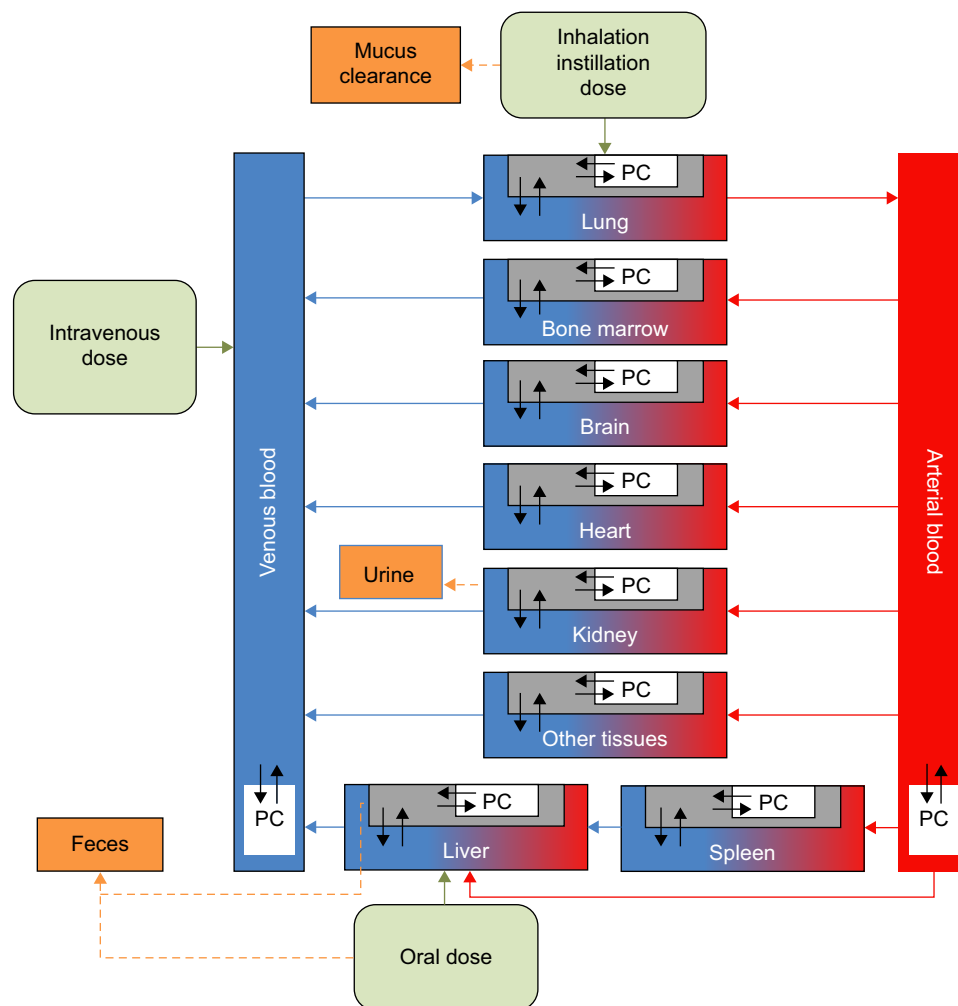 Mucus
clearance
Inhalation
instillation
dose
PC
Lung
PC
Bone marrow
Intravenous
dose
PC
Brain
Venous blood
Arterial blood
PC
Heart
Urine
PC
Kidney
PC
Other tissues
PC
PC
Liver
PC
Spleen
PC
Feces
Oral dose